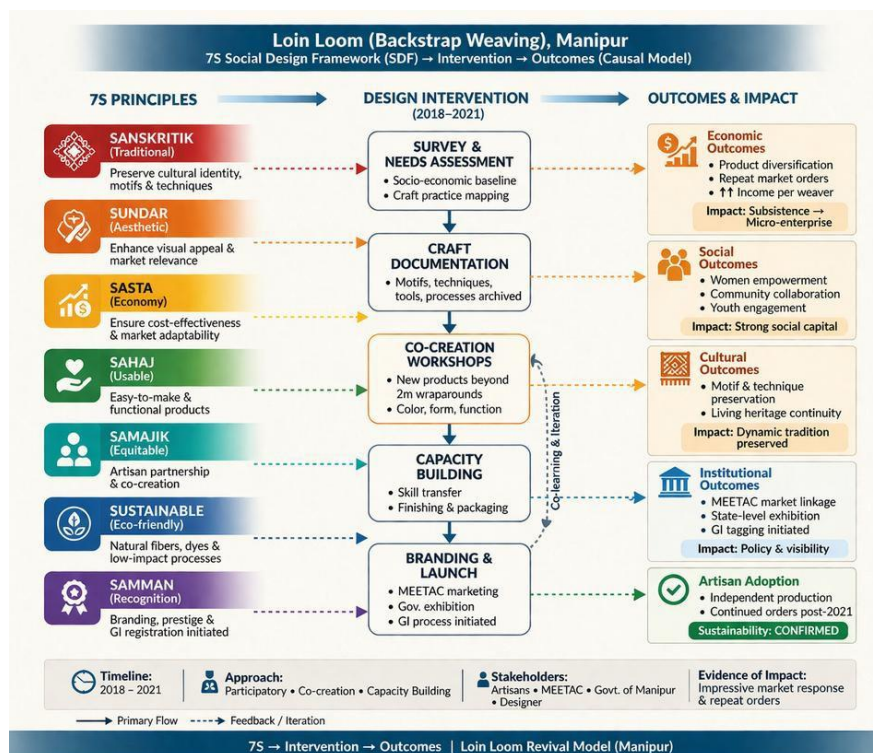 Loin Loom (Backstrap Weaving), Manipur
7S Social Design Framework (SDF) → Intervention → Outcomes (Causal Model)
7S PRINCIPLES
SANSKRITIK
(Traditional)
Preserve cultural identity,
motifs & techniques
SUNDAR
(Aesthetic)
Enhance visual appeal &
market relevance
SASTA
(Economy)
Ensure cost-effectiveness
& market adaptability
SAHAJ
(Usable)
Easy-to-make &
functional products
SAMAJIK
(Equitable)
Artisan partnership
& co-creation
SUSTAINABLE
(Eco-friendly)
Natural fibers, dyes &
low-impact processes
SAMMAN
(Recognition)
Branding, prestige &
GI registration initiated
DESIGN INTERVENTION
(2018–2021)
SURVEY &
NEEDS ASSESSMENT
• Socio-economic baseline
• Craft practice mapping
CRAFT
DOCUMENTATION
• Motifs, techniques,
tools, processes archived
CO-CREATION
WORKSHOPS
• New products beyond
2m wraparounds
• Color, form, function
CAPACITY
BUILDING
• Skill transfer
• Finishing & packaging
BRANDING &
LAUNCH
• MEETAC marketing
• Gov. exhibition
• GI process initiated
Co-learning & Iteration
OUTCOMES & IMPACT
Economic
Outcomes
• Product diversification
• Repeat market orders
• ↑↑ Income per weaver
Impact: Subsistence →
Micro-enterprise
Social
Outcomes
• Women empowerment
• Community collaboration
• Youth engagement
Impact: Strong social capital
Cultural
Outcomes
• Motif & technique
preservation
• Living heritage continuity
Impact: Dynamic tradition
preserved
Institutional
Outcomes
• MEETAC market linkage
• State-level exhibition
• GI tagging initiated
Impact: Policy & visibility
Artisan Adoption
• Independent production
• Continued orders post-2021
Sustainability: CONFIRMED
Timeline:
2018 – 2021
Approach:
Participatory • Co-creation • Capacity Building
Stakeholders:
Artisans • MEETAC • Govt. of Manipur
• Designer
Evidence of Impact:
Impressive market response
& repeat orders
Primary Flow
Feedback / Iteration
7S → Intervention → Outcomes | Loin Loom Revival Model (Manipur)